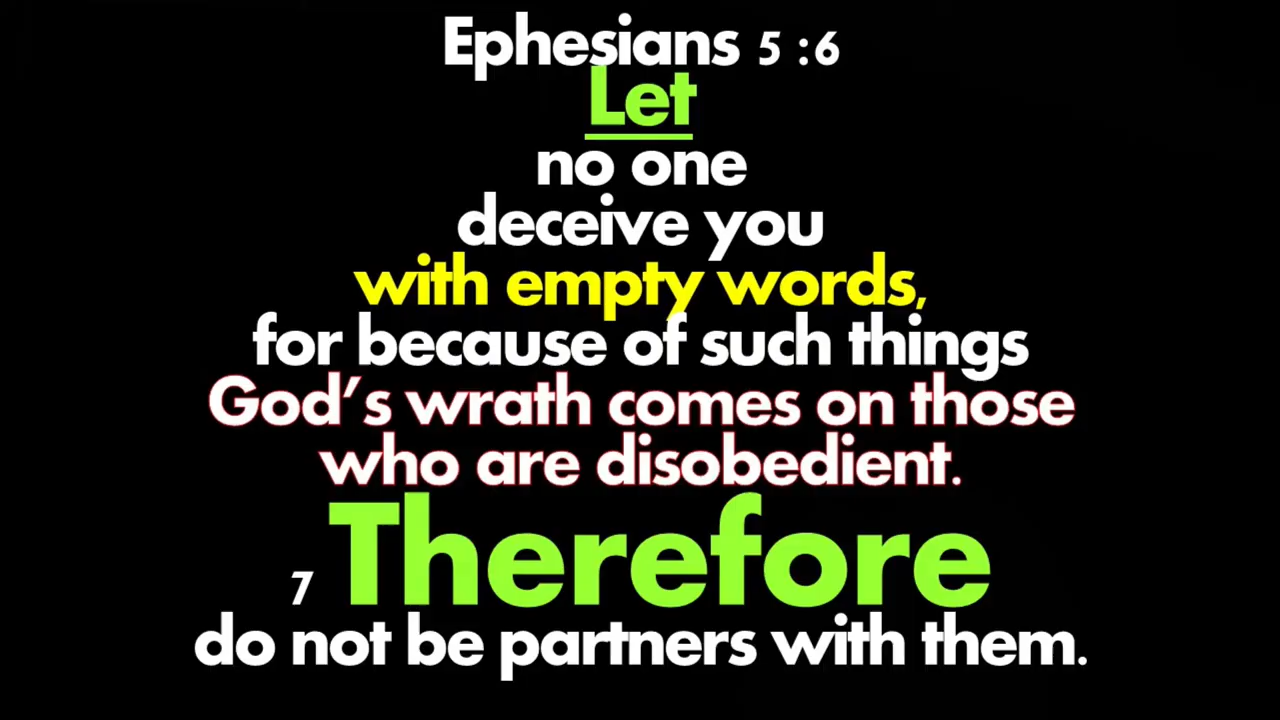 Ephesians 5 :6
Let
no one
deceive you
with empty words,
for because of such things
God’s wrath comes on those
who are disobedient.
7 Therefore
do not be partners with them.